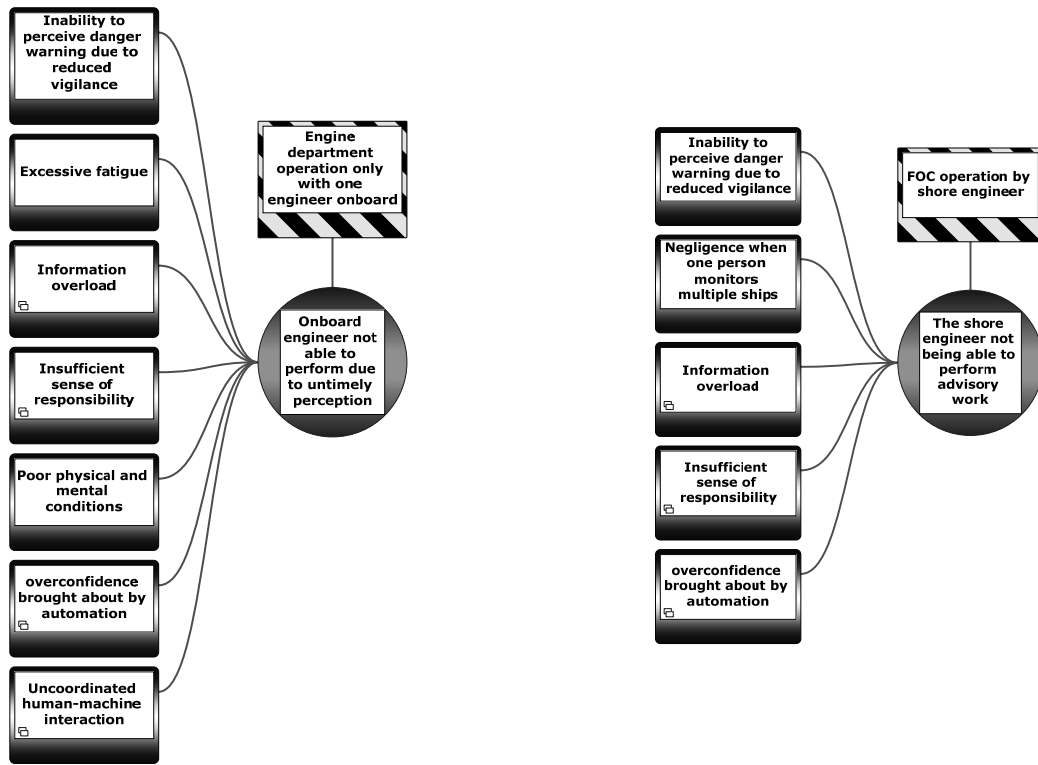 Inability to
perceive danger
warning due to
reduced
vigilance
Excessive fatigue
Information
overload
Insufficient
sense of
responsibility
Poor physical and
mental
conditions
overconfidence
brought about by
automation
Uncoordinated
human-machine
interaction
Engine
department
operation only
with one
engineer onboard
Onboard
engineer not
able to
perform due
to untimely
perception
Inability to
perceive danger
warning due to
reduced vigilance
Negligence when
one person
monitors
multiple ships
Information
overload
Insufficient
sense of
responsibility
overconfidence
brought about by
automation
FOC operation by
shore engineer
The shore
engineer not
being able to
perform
advisory
work